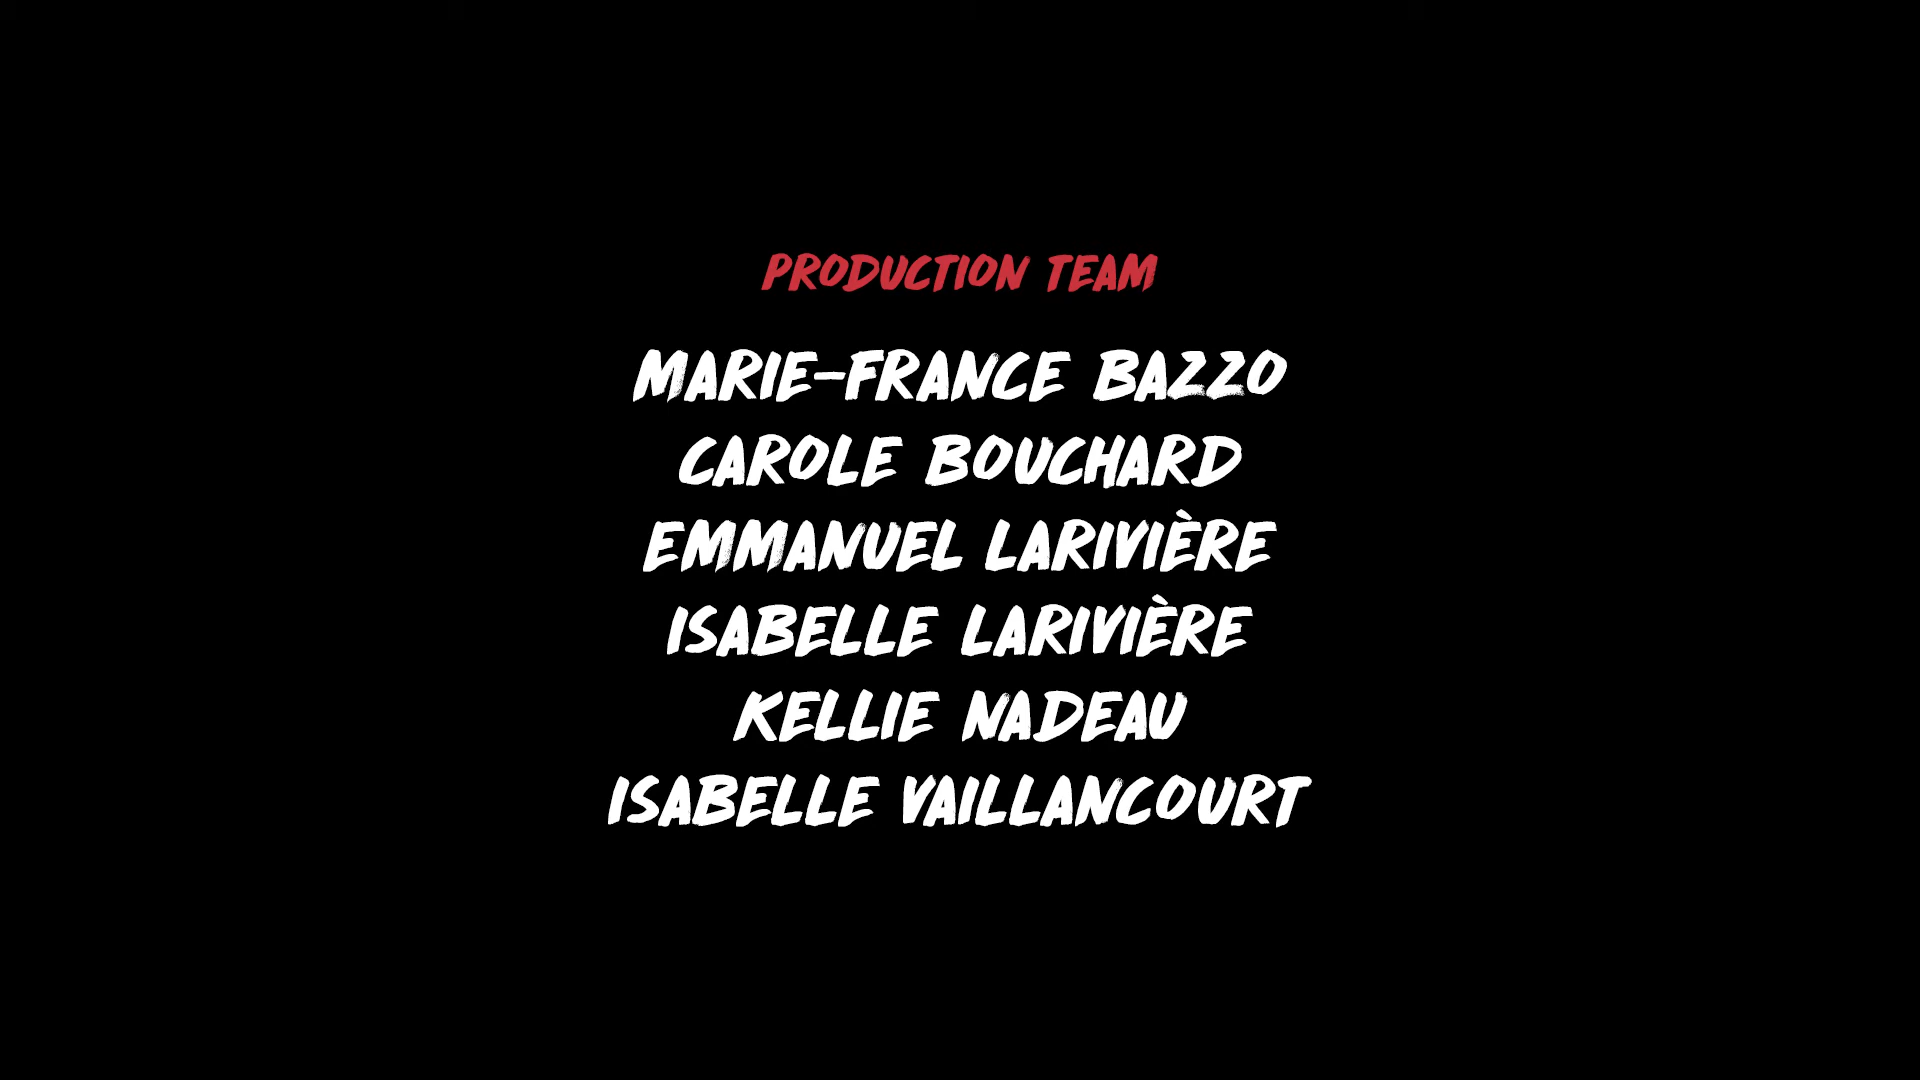 PRODUCTION TEAM
MARIE-FRANCE BAZZO
CAROLE BOUCHARD
EMMANUEL LARIVIÈRE
ISABELLE LARIVIÈRE
KELLIE NADEAU
ISABELLE VAILLANCOURT